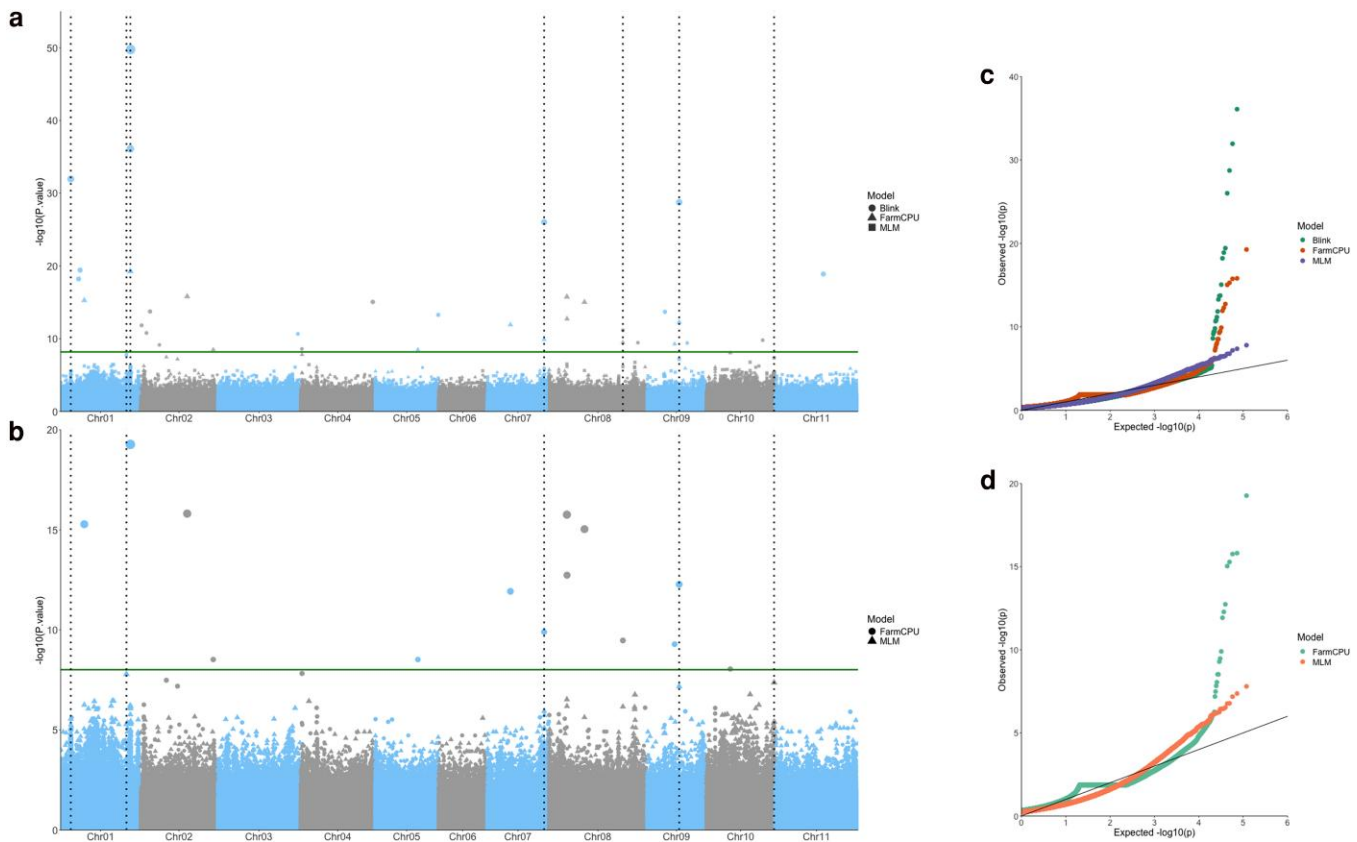 a
-log10(P.value)
50
40
30
20
10
0
Chr01 Chr02 Chr03 Chr04 Chr05 Chr06 Chr07 Chr08 Chr09 Chr10 Chr11
Model
Blink
FarmCPU
MLM
b
-log10(P.value)
20
15
10
5
0
Chr01 Chr02 Chr03 Chr04 Chr05 Chr06 Chr07 Chr08 Chr09 Chr10 Chr11
Model
FarmCPU
MLM
c
Observed -log10(p)
40
30
20
10
0
0 1 2 3 4 5 6
Expected -log10(p)
Model
Blink
FarmCPU
MLM
d
Observed -log10(p)
20
15
10
5
0
0 1 2 3 4 5 6
Expected -log10(p)
Model
FarmCPU
MLM